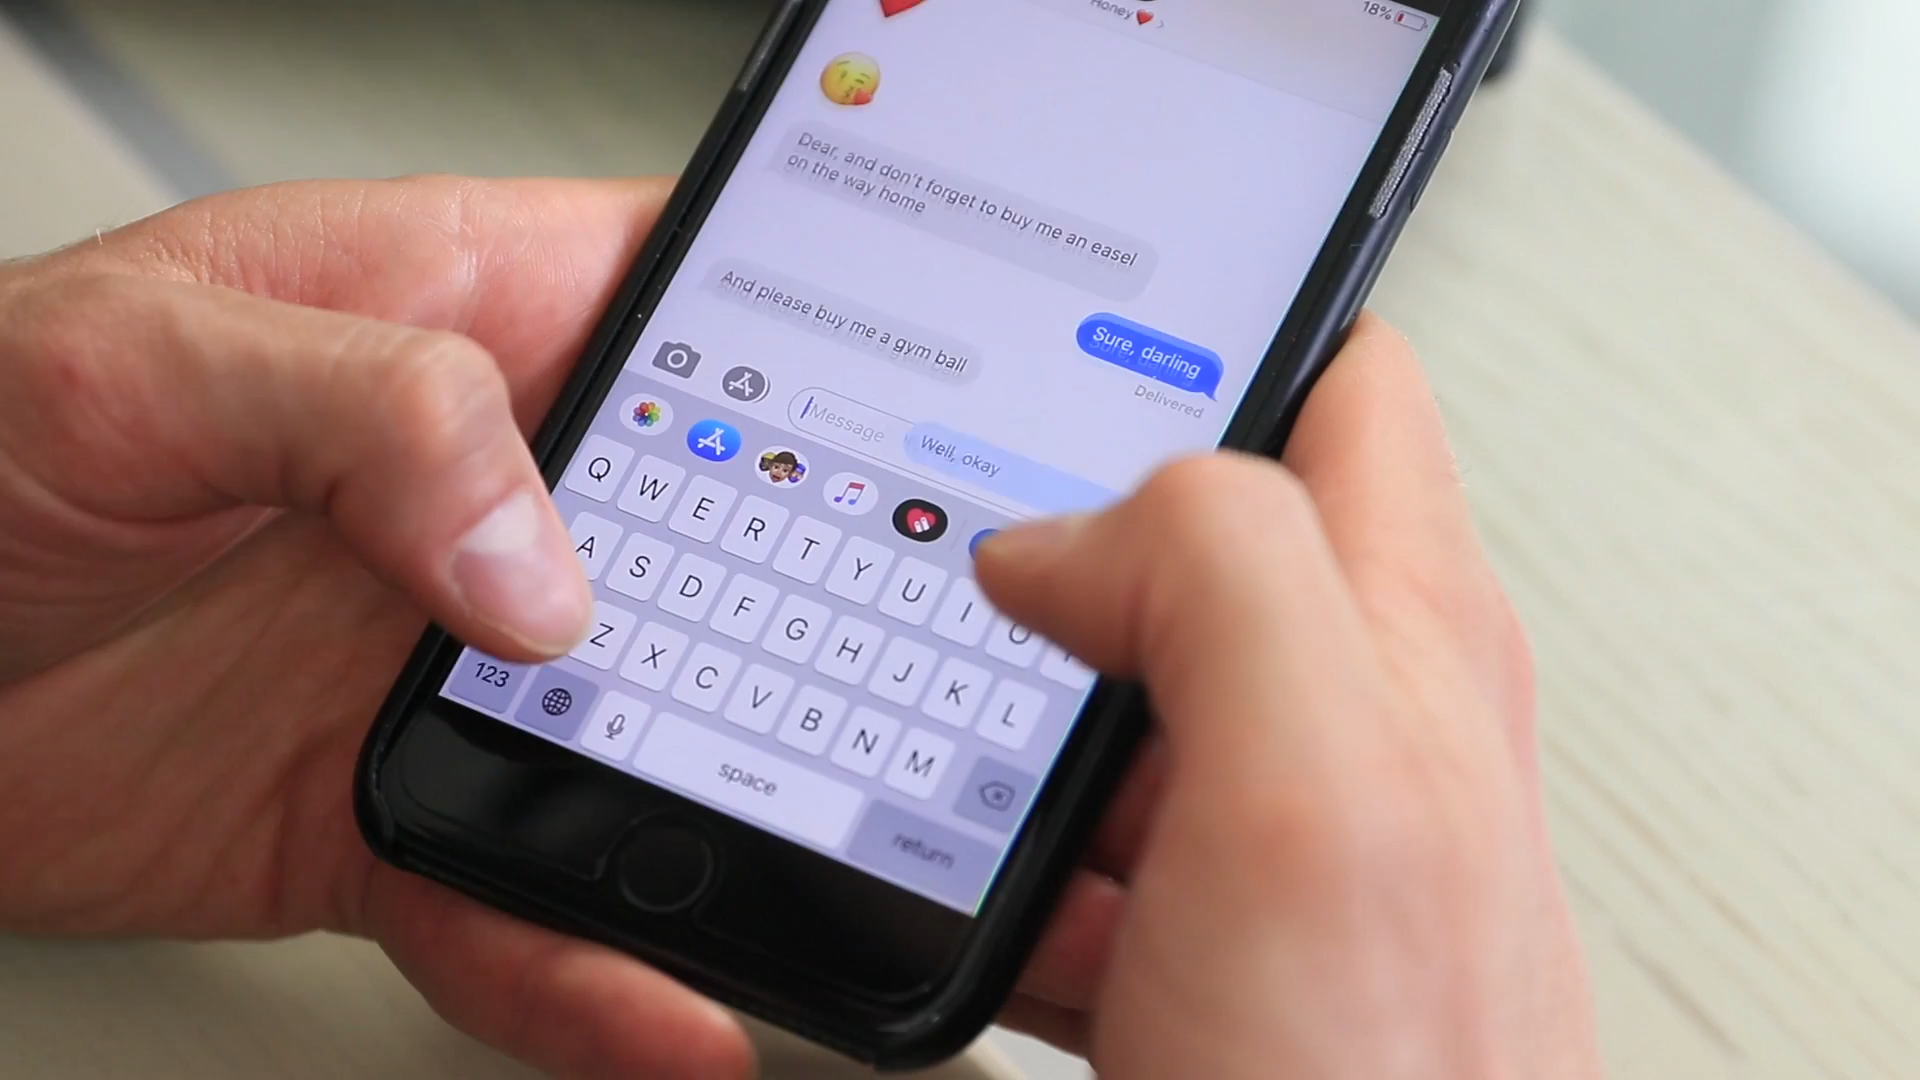 18%
Honey
Dear, and don't forget to buy me an easel
on the way home
Sure, darling
Delivered
And please buy me a gym ball
Message
Well, okay
Q W E R T Y U I O
A S D F G H J K L
Z X C V B N M
123
space
return